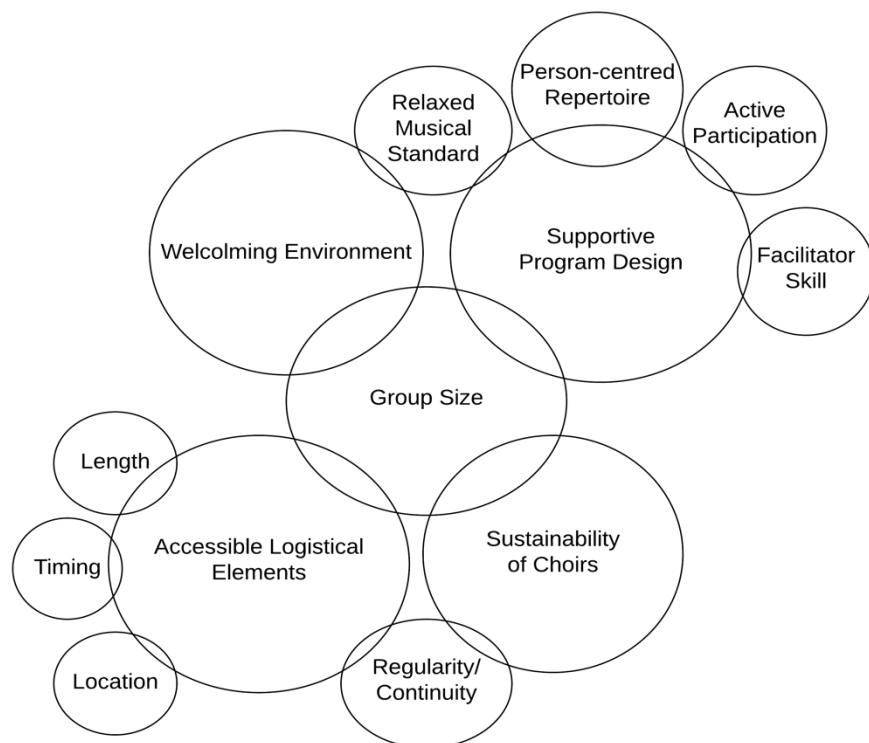 Person-centred
Repertoire
Relaxed
Musical
Standard
Active
Participation
Welcolming Environment
Supportive
Program Design
Facilitator
Skill
Group Size
Length
Accessible Logistical
Elements
Sustainability
of Choirs
Timing
Location
Regularity/
Continuity